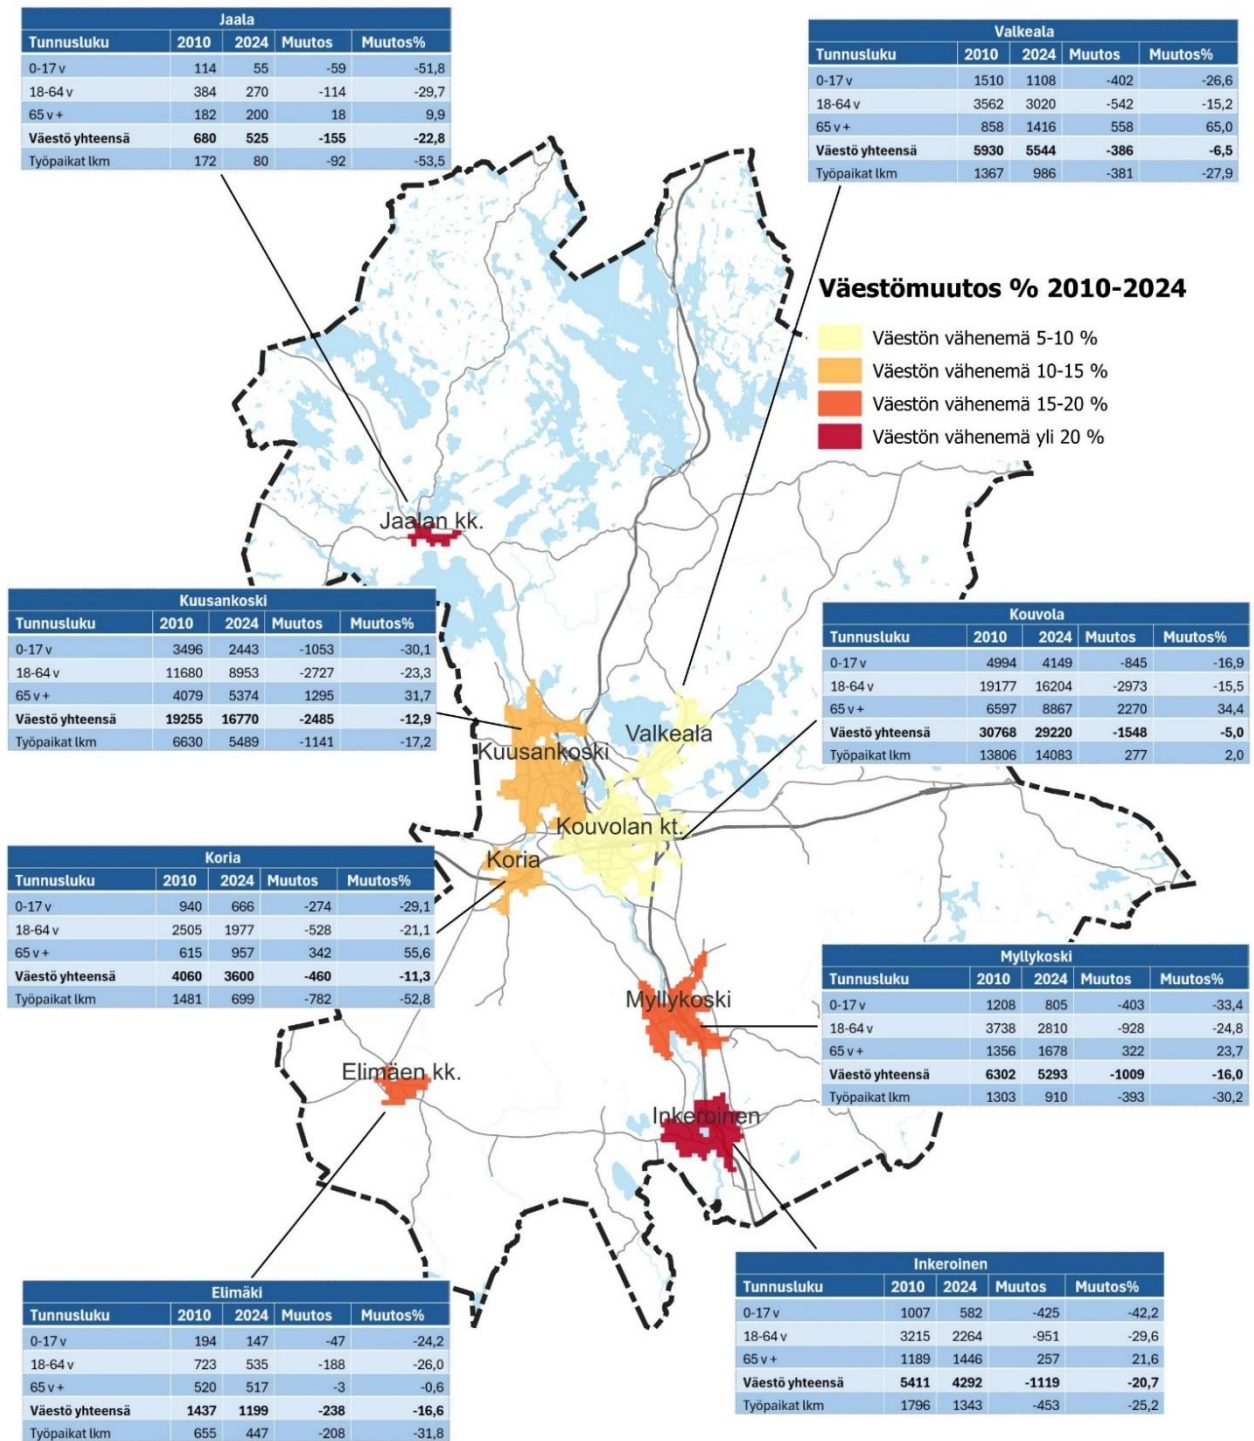 Jaala
Tunnusluku 2010 2024 Muutos Muutos%
0-17 v 114 55 -59 -51,8
18-64 v 384 270 -114 -29,7
65 v + 182 200 18 9,9
Väestö yhteensä 680 525 -155 -22,8
Työpaikat lkm 172 80 -92 -53,5
Valkeala
Tunnusluku 2010 2024 Muutos Muutos%
0-17 v 1510 1108 -402 -26,6
18-64 v 3562 3020 -542 -15,2
65 v + 858 1416 558 65,0
Väestö yhteensä 5930 5544 -386 -6,5
Työpaikat lkm 1367 986 -381 -27,9
Väestömuutos % 2010-2024
Väestön vähenemä 5-10 %
Väestön vähenemä 10-15 %
Väestön vähenemä 15-20 %
Väestön vähenemä yli 20 %
Jaalan kk.
Kuusankoski
Tunnusluku 2010 2024 Muutos Muutos%
0-17 v 3496 2443 -1053 -30,1
18-64 v 11680 8953 -2727 -23,3
65 v + 4079 5374 1295 31,7
Väestö yhteensä 19255 16770 -2485 -12,9
Työpaikat lkm 6630 5489 -1141 -17,2
Kouvola
Tunnusluku 2010 2024 Muutos Muutos%
0-17 v 4994 4149 -845 -16,9
18-64 v 19177 16204 -2973 -15,5
65 v + 6597 8867 2270 34,4
Väestö yhteensä 30768 29220 -1548 -5,0
Työpaikat lkm 13806 14083 277 2,0
Valkeala
Kuusankoski
Kouvolan kt.
Koria
Koria
Tunnusluku 2010 2024 Muutos Muutos%
0-17 v 940 666 -274 -29,1
18-64 v 2505 1977 -528 -21,1
65 v + 615 957 342 55,6
Väestö yhteensä 4060 3600 -460 -11,3
Työpaikat lkm 1481 699 -782 -52,8
Myllykoski
Tunnusluku 2010 2024 Muutos Muutos%
0-17 v 1208 805 -403 -33,4
18-64 v 3738 2810 -928 -24,8
65 v + 1356 1678 322 23,7
Väestö yhteensä 6302 5293 -1009 -16,0
Työpaikat lkm 1303 910 -393 -30,2
Myllykoski
Elimäen kk.
Inkeroinen
Elimäki
Tunnusluku 2010 2024 Muutos Muutos%
0-17 v 194 147 -47 -24,2
18-64 v 723 535 -188 -26,0
65 v + 520 517 -3 -0,6
Väestö yhteensä 1437 1199 -238 -16,6
Työpaikat lkm 655 447 -208 -31,8
Inkeroinen
Tunnusluku 2010 2024 Muutos Muutos%
0-17 v 1007 582 -425 -42,2
18-64 v 3215 2264 -951 -29,6
65 v + 1189 1446 257 21,6
Väestö yhteensä 5411 4292 -1119 -20,7
Työpaikat lkm 1796 1343 -453 -25,2